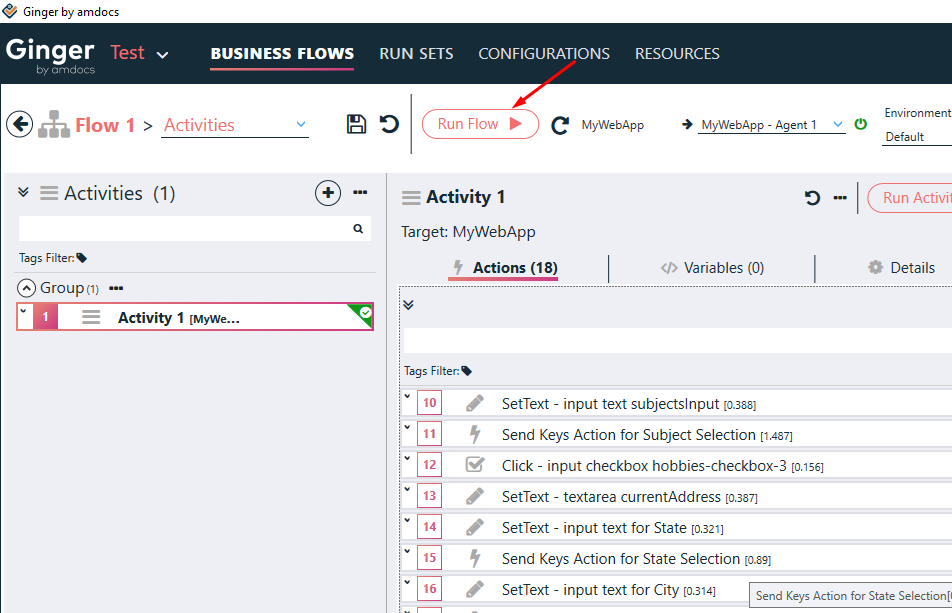 Ginger by amdocs
Ginger
by amdocs
Test
BUSINESS FLOWS
RUN SETS
CONFIGURATIONS
RESOURCES
Flow 1 > Activities
Run Flow
MyWebApp
MyWebApp - Agent 1
Environment
Default
Activities (1)
Tags Filter:
Group (1)
1
Activity 1 [MyWe...
Activity 1
Run Activit
Target: MyWebApp
Actions (18)
Variables (0)
Details
Tags Filter:
10 SetText - input text subjectsInput [0.388]
11 Send Keys Action for Subject Selection [1.487]
12 Click - input checkbox hobbies-checkbox-3 [0.156]
13 SetText - textarea currentAddress [0.387]
14 SetText - input text for State [0.321]
15 Send Keys Action for State Selection [0.89]
16 SetText - input text for City [0.314]
Send Keys Action for State Selection[